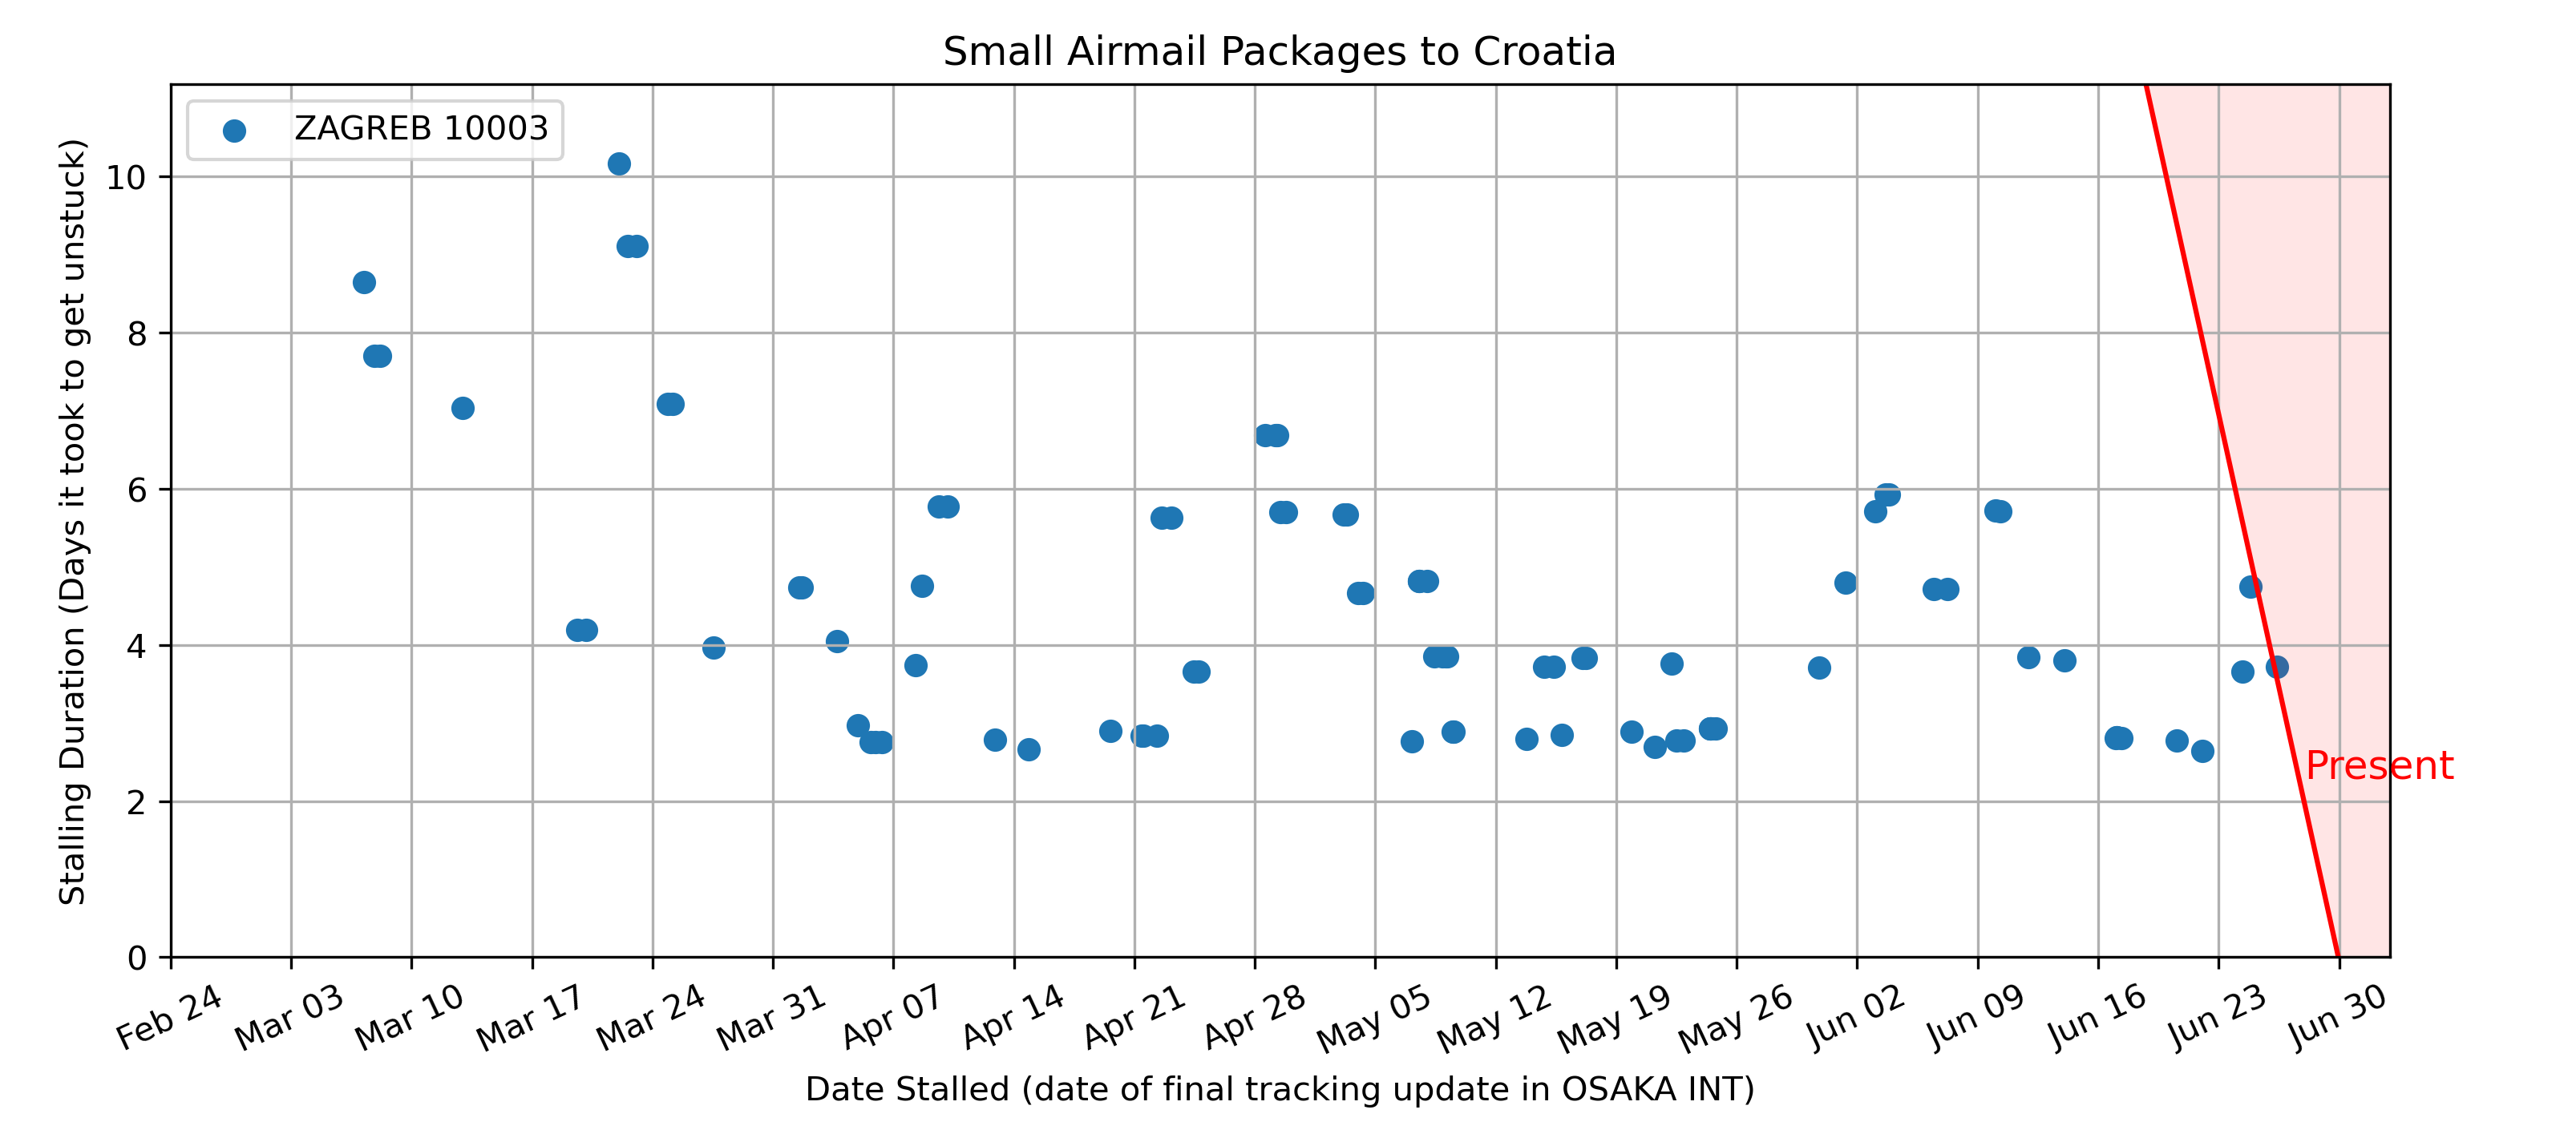 Small Airmail Packages to Croatia
ZAGREB 10003
Stalling Duration (Days it took to get unstuck)
10
8
6
4
2
0
Present
Feb 24 Mar 03 Mar 10 Mar 17 Mar 24 Mar 31 Apr 07 Apr 14 Apr 21 Apr 28 May 05 May 12 May 19 May 26 Jun 02 Jun 09 Jun 16 Jun 23 Jun 30
Date Stalled (date of final tracking update in OSAKA INT)